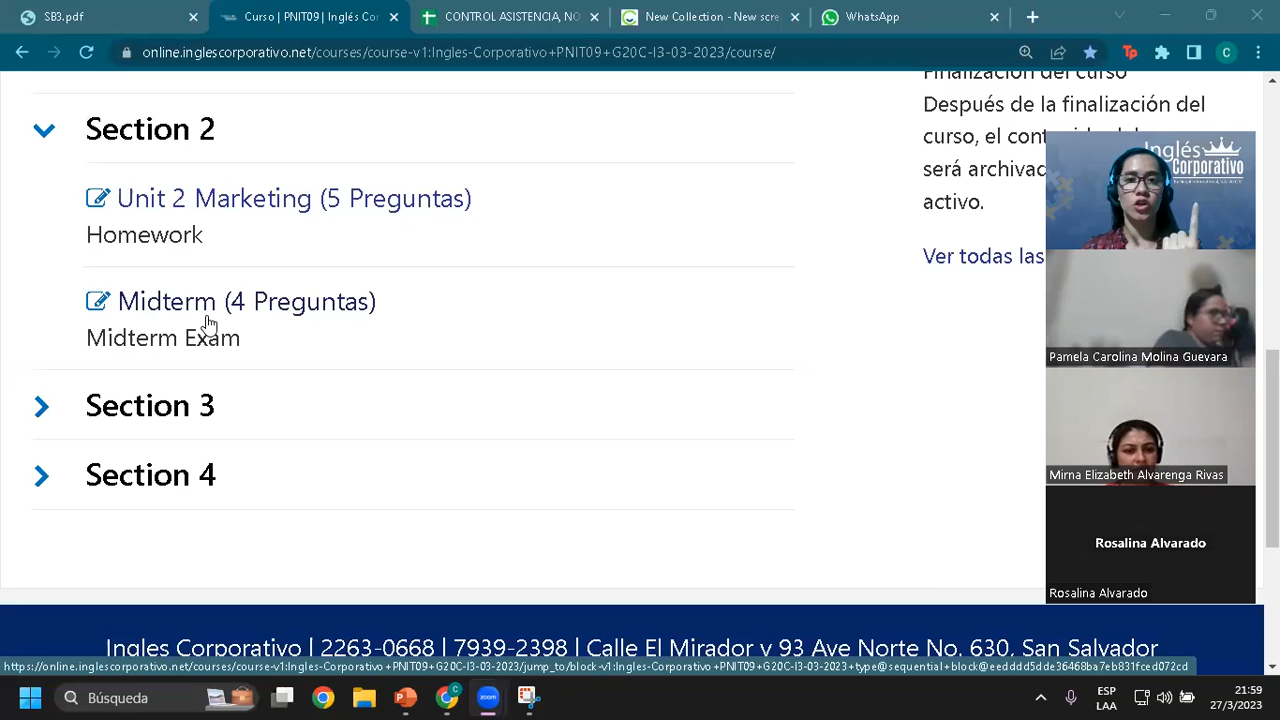 SB3.pdf
Curso | PNIT09 | Inglés Co
CONTROL ASISTENCIA, NO
New Collection - New scre
WhatsApp
online.inglescorporativo.net/courses/course-v1:Ingles-Corporativo+PNIT09+G20C-I3-03-2023/course/
Finalización del curso
Después de la finalización del
curso, el
será archivad
activo.
Ver todas las
Section 2
Unit 2 Marketing (5 Preguntas)
Homework
Midterm (4 Preguntas)
Midterm Exam
Section 3
Section 4
Inglés
Corporativo
Pamela Carolina Molina Guevara
Mirna Elizabeth Alvarenga Rivas
Rosalina Alvarado
Rosalina Alvarado
Ingles Corporativo | 2263-0668 | 7939-2398 | Calle El Mirador y 93 Ave Norte No. 630, San Salvador
https://online.inglescorporativo.net/courses/course-v1:Ingles-Corporativo+PNIT09+G20C-I3-03-2023/jump_to/block-v1:Ingles-Corporativo+PNIT09+G20C-I3-03-2023+type@sequential+block@eedddd5dde36468ba7eb831fced072cd
Búsqueda
ESP
LAA
21:59
27/3/2023